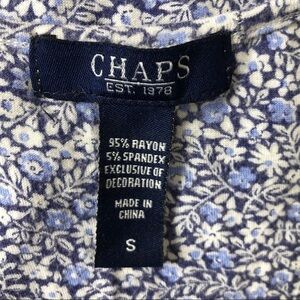 CHAPS
EST. 1978
95% RAYON
5% SPANDEX
EXCLUSIVE OF
DECORATION
MADE IN
CHINA
S